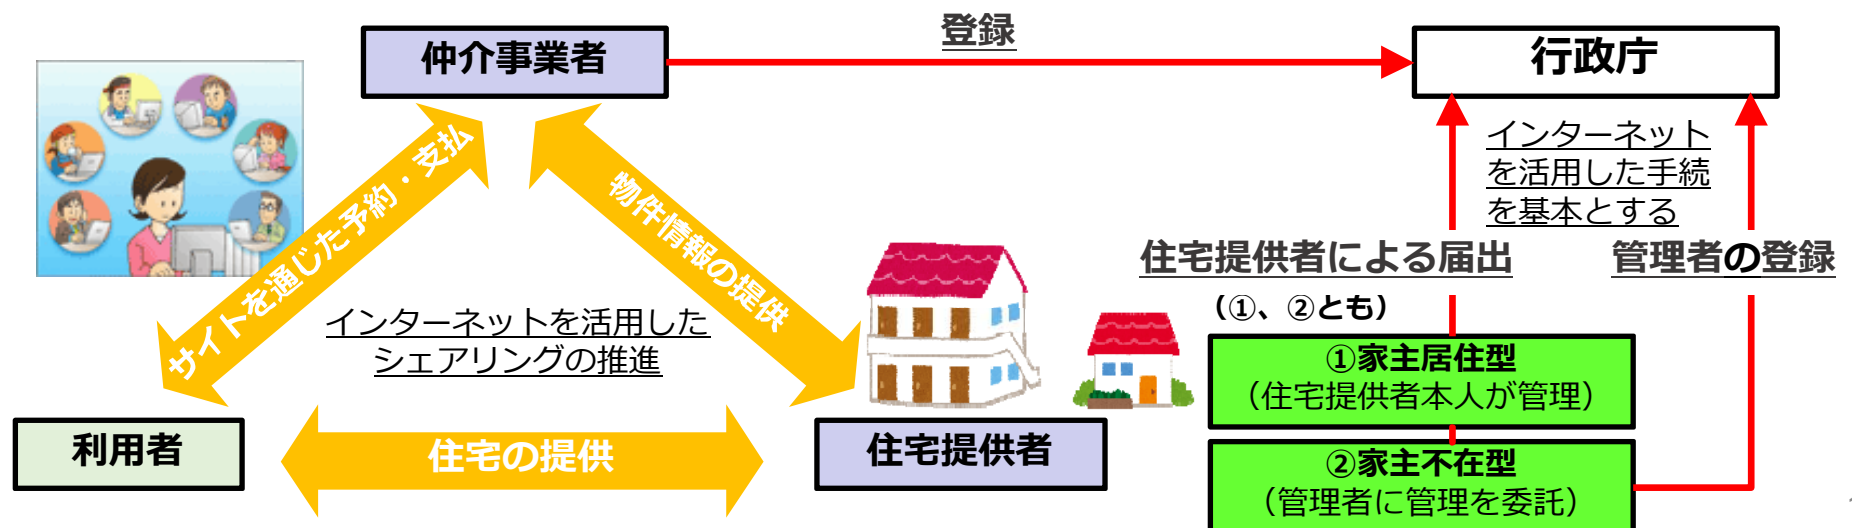 登録
仲介事業者
行政庁
インターネット
を活用した手続
を基本とする
サイトを通じた予約・支払
物件情報の提供
住宅提供者による届出
管理者の登録
(①、②とも)
インターネットを活用した
シェアリングの推進
①家主居住型
(住宅提供者本人が管理)
利用者
住宅の提供
住宅提供者
②家主不在型
(管理者に管理を委託)